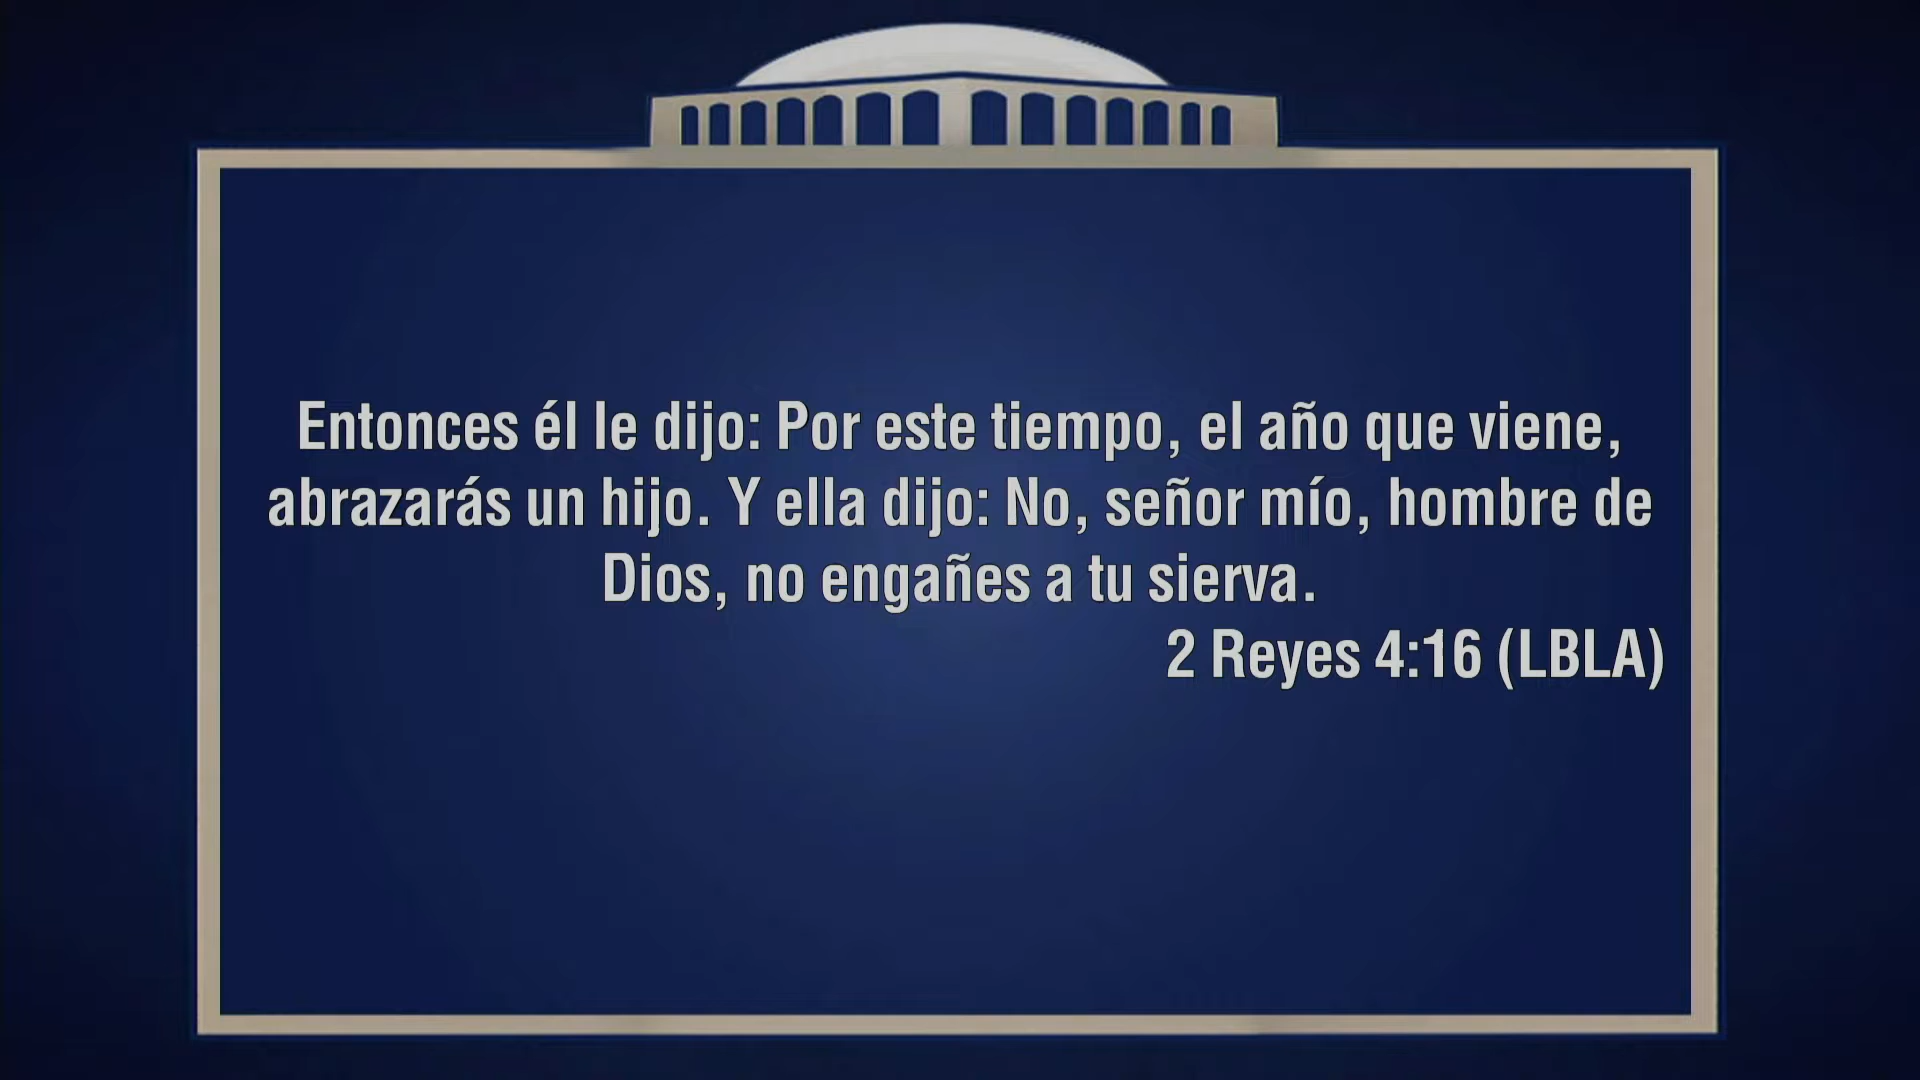 Entonces él le dijo: Por este tiempo, el año que viene,
abrazarás un hijo. Y ella dijo: No, señor mío, hombre de
Dios, no engañes a tu sierva.
2 Reyes 4:16 (LBLA)